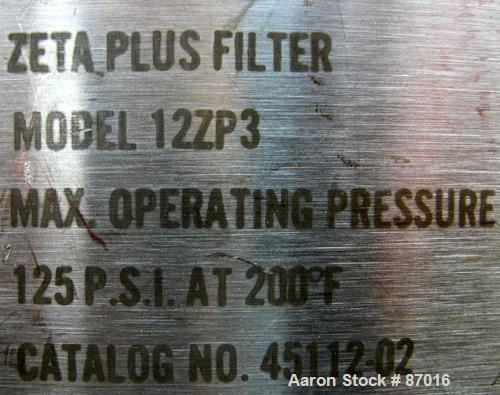 ZETA PLUS FILTER
MODEL 12ZP3
MAX. OPERATING PRESSURE
125 P.S.I. AT 200°F
CATALOG NO. 45112-02
Aaron Stock # 87016